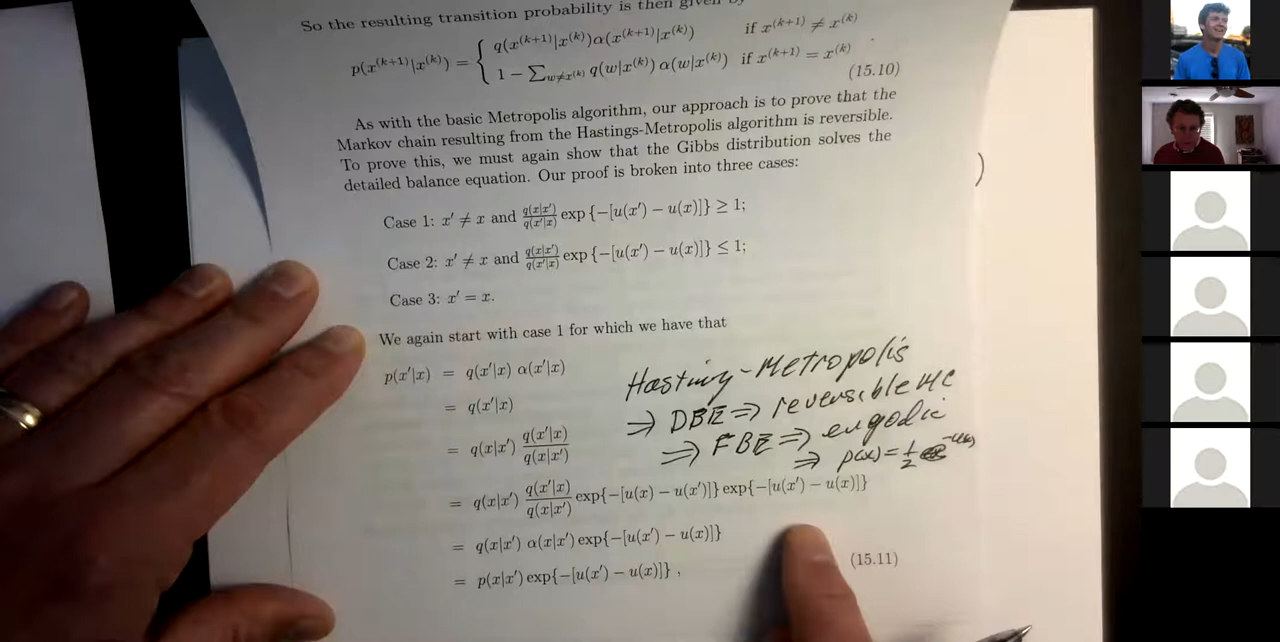 So the resulting transition probability is then given by
p(x^{(k+1)}|x^{(k)}) = { q(x^{(k+1)}|x^{(k)})α(x^{(k+1)}|x^{(k)}) if x^{(k+1)} ≠ x^{(k)}
1 − ∑_{w≠x^{(k)}} q(w|x^{(k)}) α(w|x^{(k)}) if x^{(k+1)} = x^{(k)}
(15.10)
As with the basic Metropolis algorithm, our approach is to prove that the
Markov chain resulting from the Hastings-Metropolis algorithm is reversible.
To prove this, we must again show that the Gibbs distribution solves the
detailed balance equation. Our proof is broken into three cases:
Case 1: x′ ≠ x and q(x|x′)/q(x′|x) exp {−[u(x′) − u(x)]} ≥ 1;
Case 2: x′ ≠ x and q(x|x′)/q(x′|x) exp {−[u(x′) − u(x)]} ≤ 1;
Case 3: x′ = x.
We again start with case 1 for which we have that
p(x′|x) = q(x′|x) α(x′|x)
= q(x′|x)
= q(x|x′) q(x′|x)/q(x|x′)
= q(x|x′) q(x′|x)/q(x|x′) exp{−[u(x) − u(x′)]} exp{−[u(x′) − u(x)]}
= q(x|x′) α(x|x′) exp{−[u(x′) − u(x)]}
= p(x|x′) exp{−[u(x′) − u(x)]} ,
(15.11)
Hasting-Metropolis
⇒ DBE ⇒ reversible MC
⇒ FBE ⇒ ergodic
⇒ p(x) = 1/z e^{-u(x)}